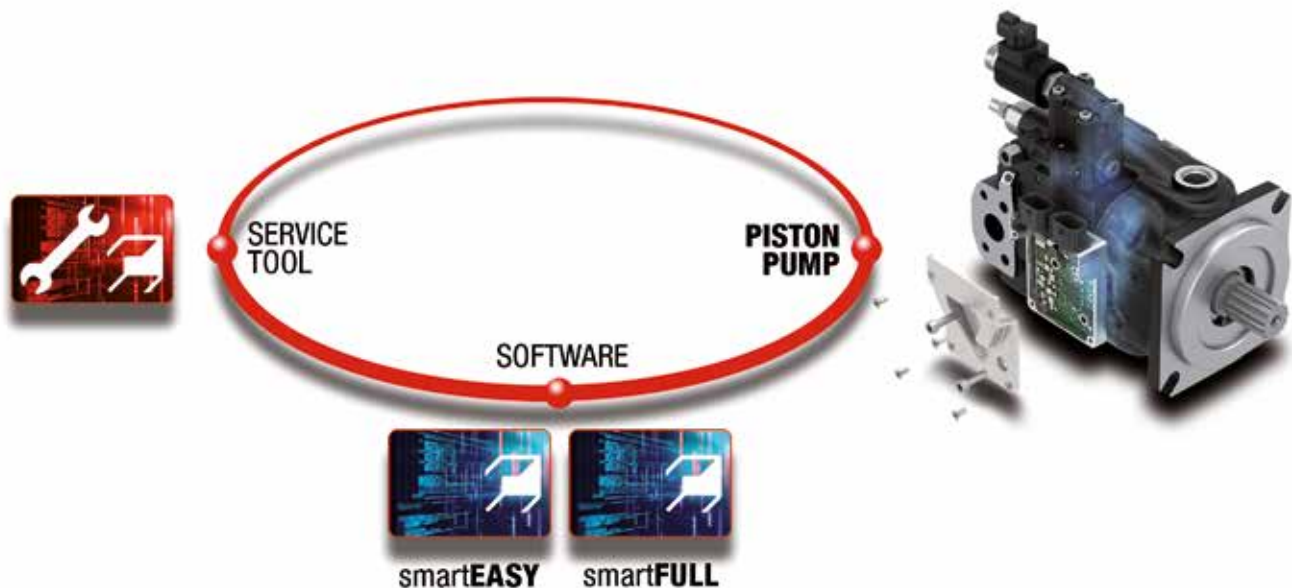 SERVICE
TOOL
PISTON
PUMP
SOFTWARE
smartEASY
smartFULL